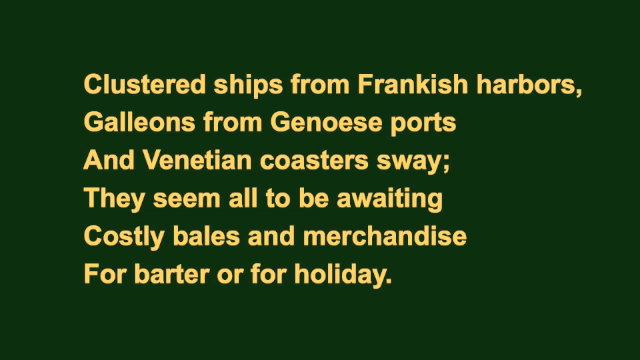 Clustered ships from Frankish harbors,
Galleons from Genoese ports
And Venetian coasters sway;
They seem all to be awaiting
Costly bales and merchandise
For barter or for holiday.